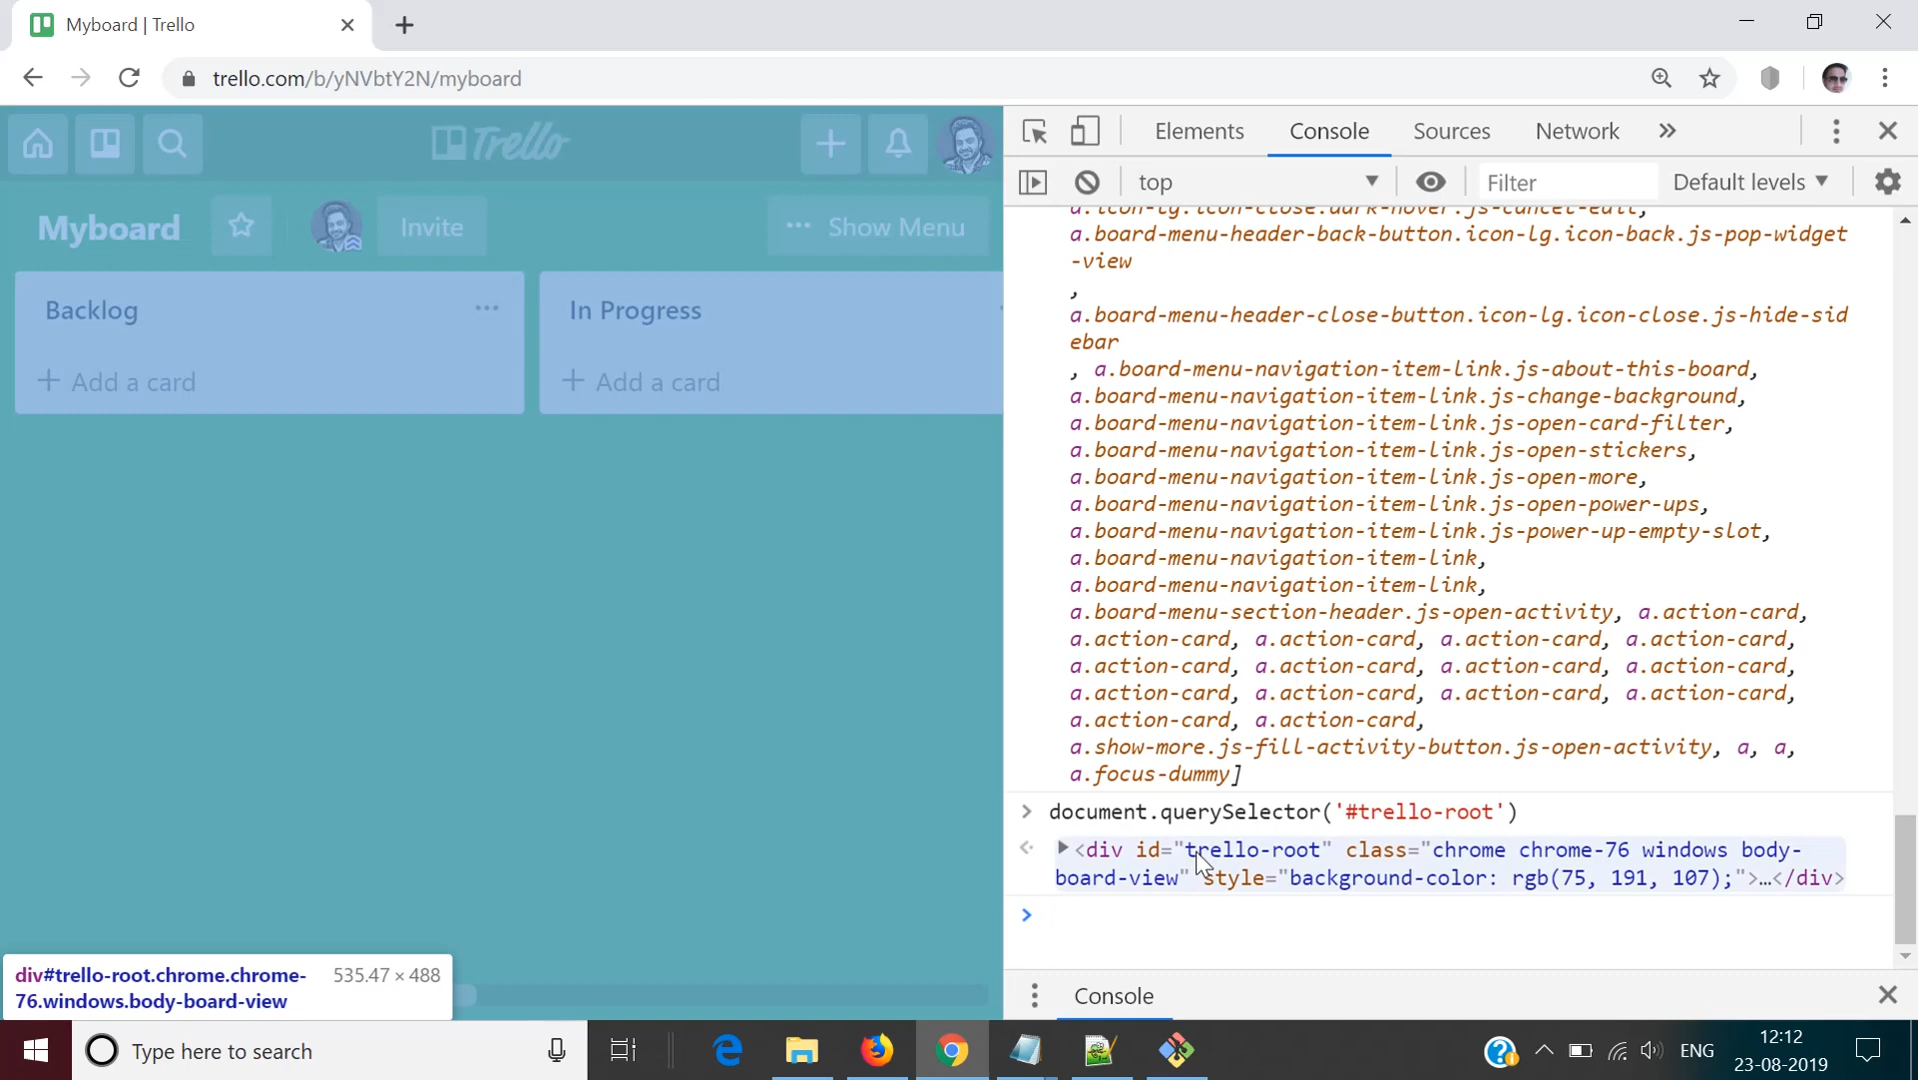 Myboard | Trello
trello.com/b/yNVbtY2N/myboard
Trello
Myboard
Invite
··· Show Menu
Backlog
···
+ Add a card
In Progress
+ Add a card
Elements
Console
Sources
Network
»
top
Filter
Default levels
a.icon-lg.icon-close.dark-hover.js-cancel-edit,
a.board-menu-header-back-button.icon-lg.icon-back.js-pop-widget
-view
,
a.board-menu-header-close-button.icon-lg.icon-close.js-hide-sid
ebar
, a.board-menu-navigation-item-link.js-about-this-board,
a.board-menu-navigation-item-link.js-change-background,
a.board-menu-navigation-item-link.js-open-card-filter,
a.board-menu-navigation-item-link.js-open-stickers,
a.board-menu-navigation-item-link.js-open-more,
a.board-menu-navigation-item-link.js-open-power-ups,
a.board-menu-navigation-item-link.js-power-up-empty-slot,
a.board-menu-navigation-item-link,
a.board-menu-navigation-item-link,
a.board-menu-section-header.js-open-activity, a.action-card,
a.action-card, a.action-card, a.action-card, a.action-card,
a.action-card, a.action-card, a.action-card, a.action-card,
a.action-card, a.action-card, a.action-card, a.action-card,
a.action-card, a.action-card,
a.show-more.js-fill-activity-button.js-open-activity, a, a,
a.focus-dummy]
> document.querySelector('#trello-root')
<div id="trello-root" class="chrome chrome-76 windows body-
board-view" style="background-color: rgb(75, 191, 107);">…</div>
>
div#trello-root.chrome.chrome-
76.windows.body-board-view
535.47 × 488
Console
Type here to search
ENG
12:12
23-08-2019